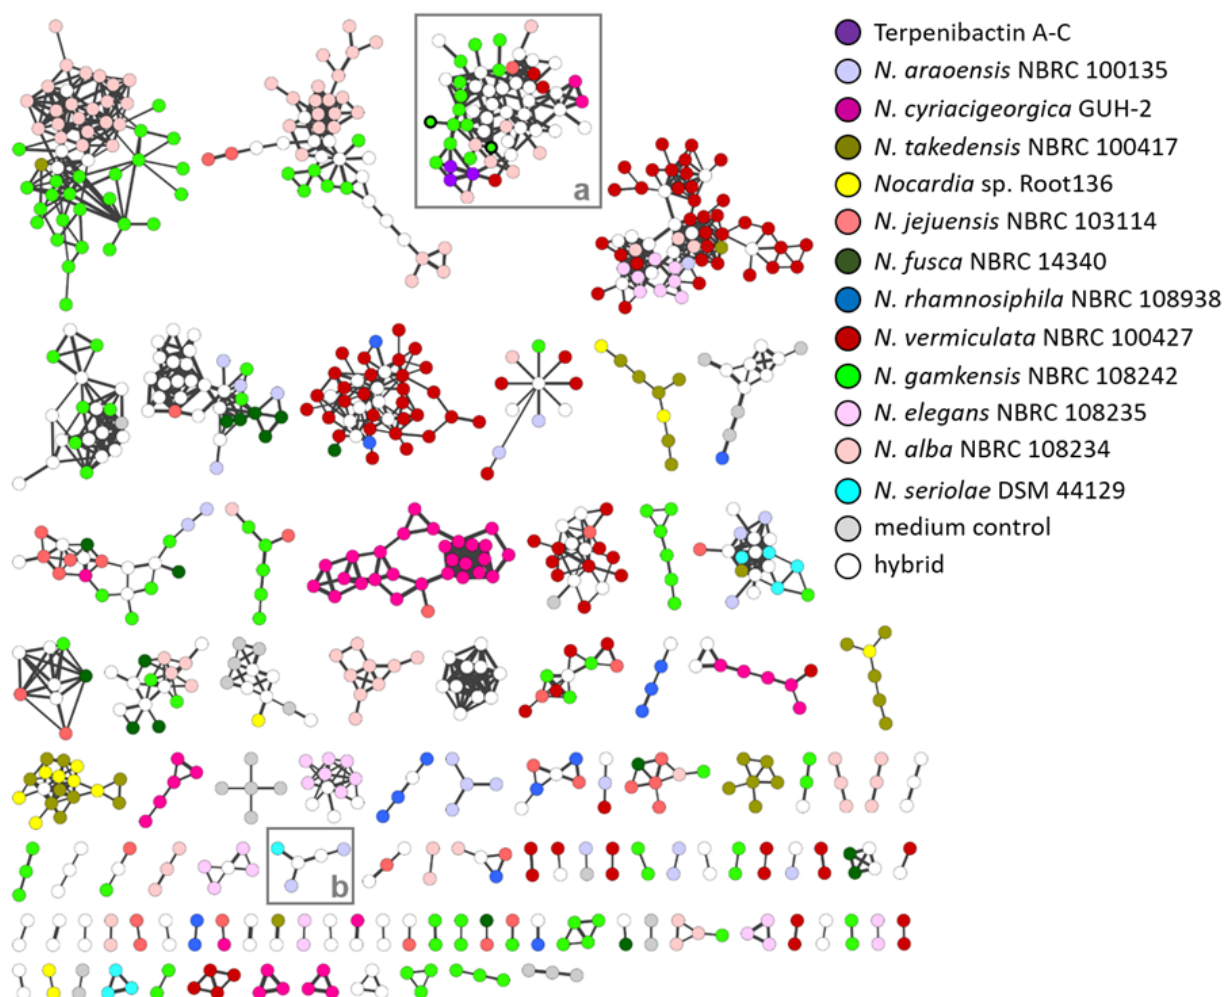 a
b
Terpenibactin A-C
N. araoensis NBRC 100135
N. cyriacigeorgica GUH-2
N. takedensis NBRC 100417
Nocardia sp. Root136
N. jejuensis NBRC 103114
N. fusca NBRC 14340
N. rhamnosiphila NBRC 108938
N. vermiculata NBRC 100427
N. gamkensis NBRC 108242
N. elegans NBRC 108235
N. alba NBRC 108234
N. seriolae DSM 44129
medium control
hybrid